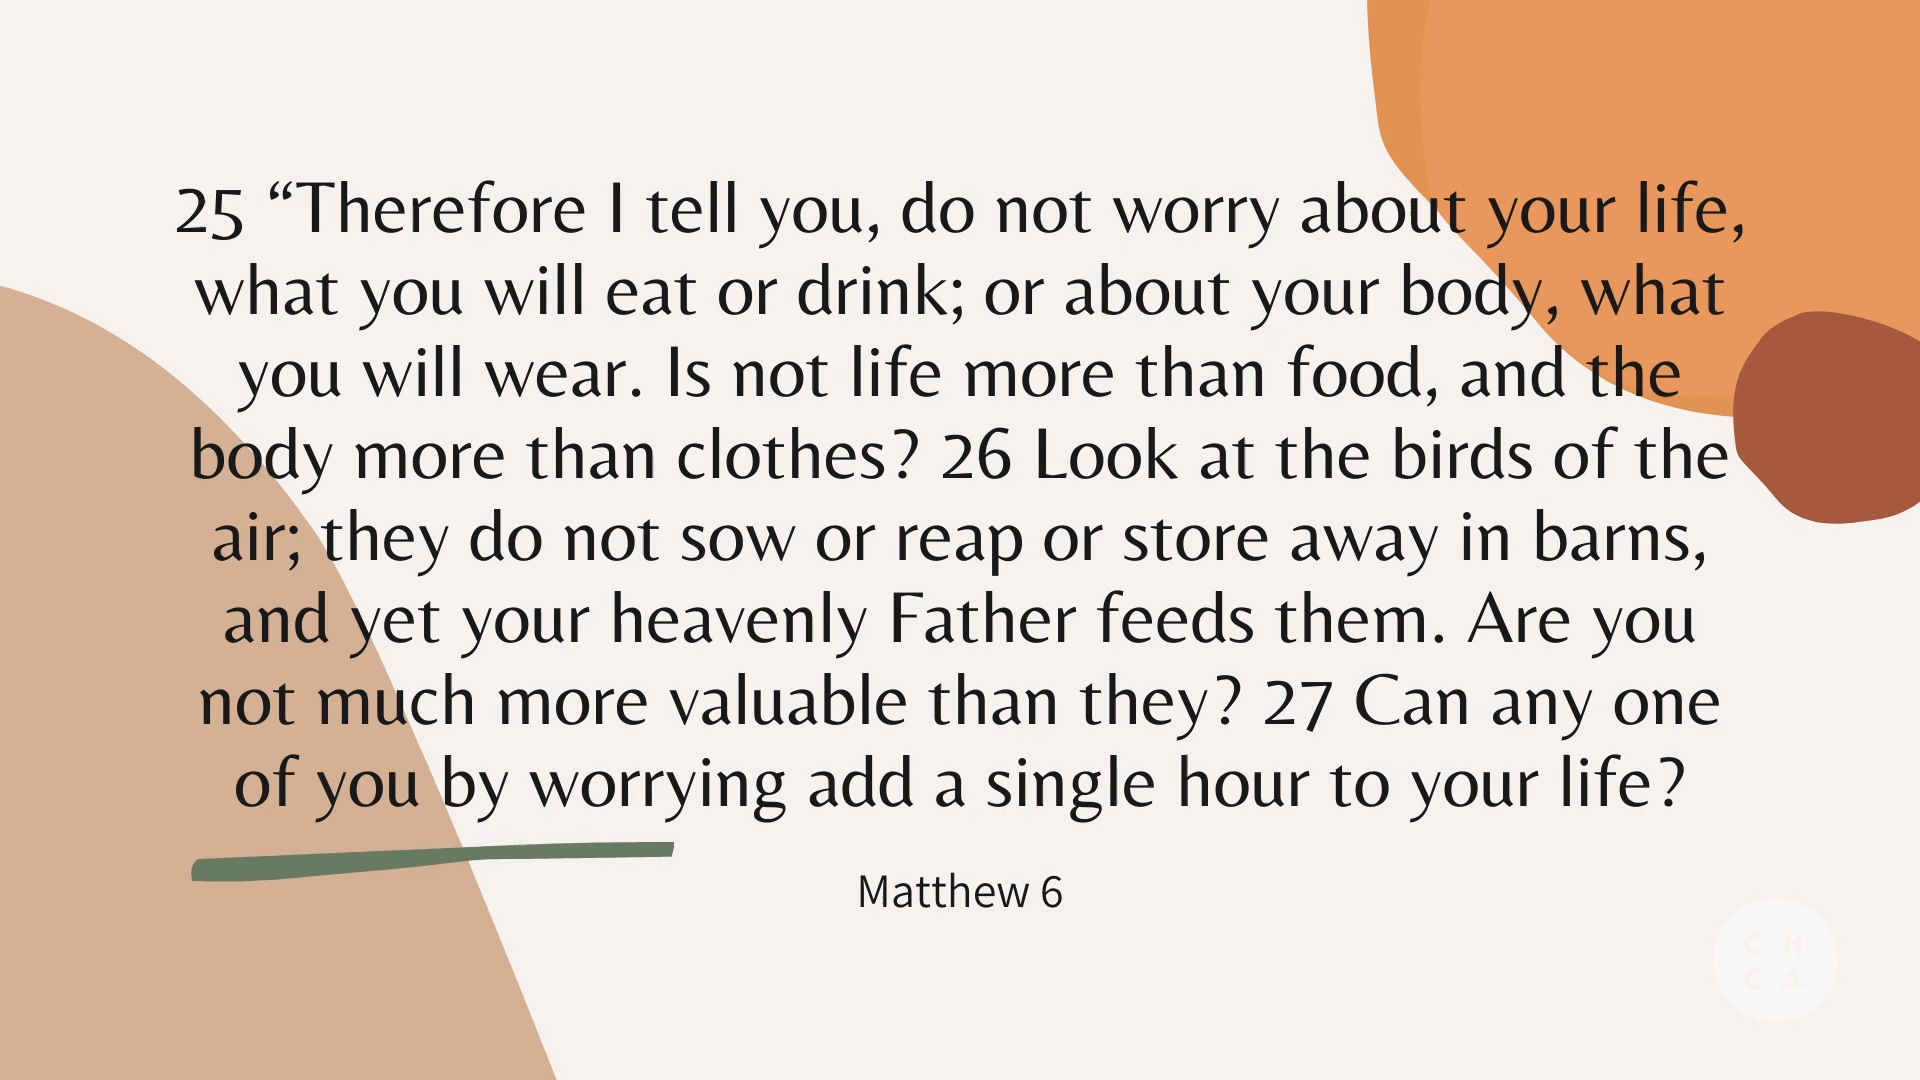 25 “Therefore I tell you, do not worry about your life,
what you will eat or drink; or about your body, what
you will wear. Is not life more than food, and the
body more than clothes? 26 Look at the birds of the
air; they do not sow or reap or store away in barns,
and yet your heavenly Father feeds them. Are you
not much more valuable than they? 27 Can any one
of you by worrying add a single hour to your life?
Matthew 6
C H
C